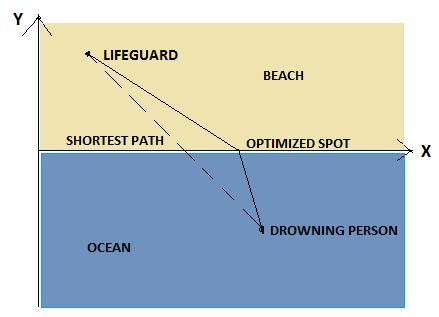 Y
LIFEGUARD
BEACH
SHORTEST PATH
OPTIMIZED SPOT
X
DROWNING PERSON
OCEAN